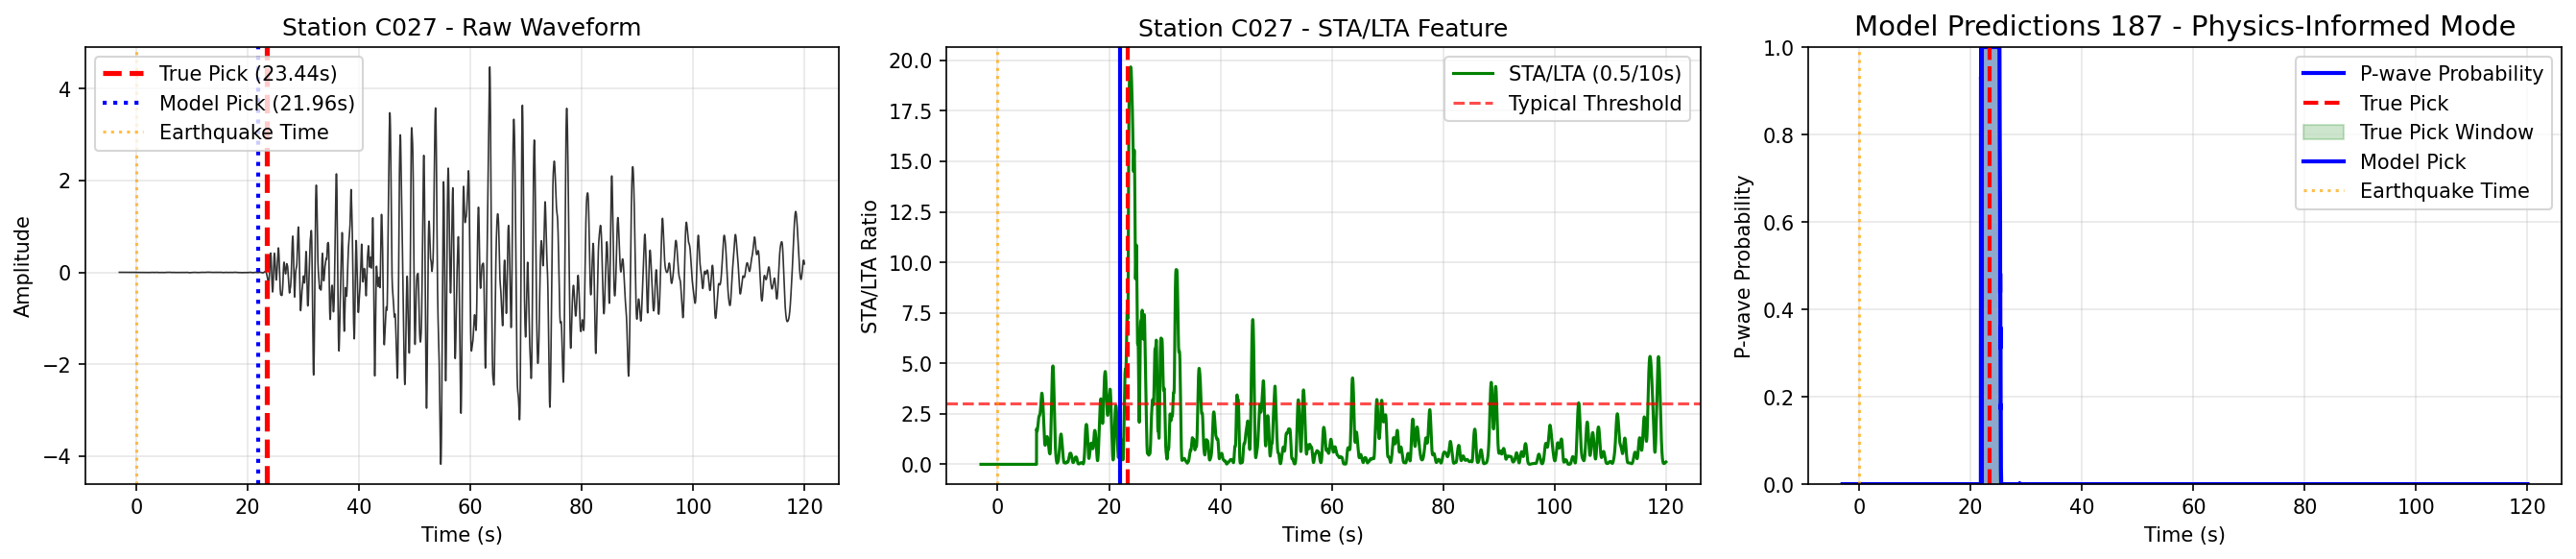 Station C027 - Raw Waveform
Amplitude
4
2
0
−2
−4
True Pick (23.44s)
Model Pick (21.96s)
Earthquake Time
0
20
40
60
80
100
120
Time (s)
Station C027 - STA/LTA Feature
STA/LTA Ratio
20.0
17.5
15.0
12.5
10.0
7.5
5.0
2.5
0.0
STA/LTA (0.5/10s)
Typical Threshold
0
20
40
60
80
100
120
Time (s)
Model Predictions 187 - Physics-Informed Mode
P-wave Probability
1.0
0.8
0.6
0.4
0.2
0.0
P-wave Probability
True Pick
True Pick Window
Model Pick
Earthquake Time
0
20
40
60
80
100
120
Time (s)